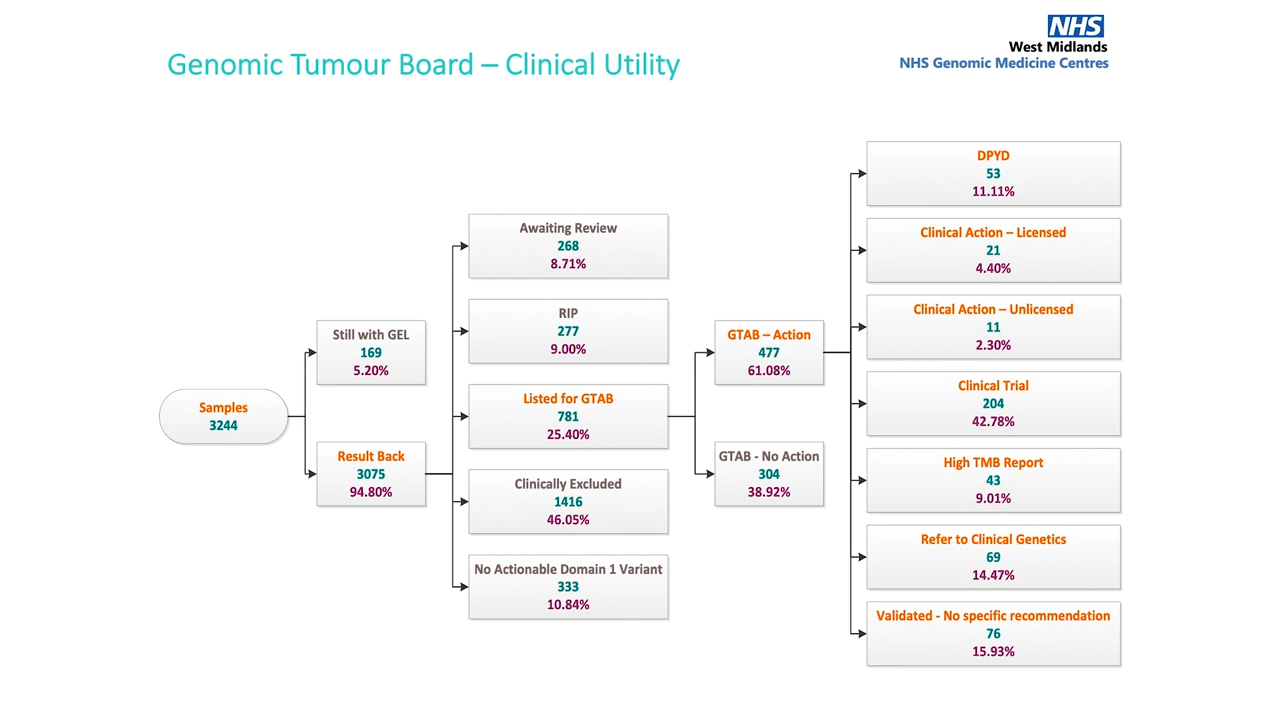 NHS
West Midlands
NHS Genomic Medicine Centres
Genomic Tumour Board – Clinical Utility
Samples
3244
Still with GEL
169
5.20%
Result Back
3075
94.80%
Awaiting Review
268
8.71%
RIP
277
9.00%
Listed for GTAB
781
25.40%
Clinically Excluded
1416
46.05%
No Actionable Domain 1 Variant
333
10.84%
GTAB – Action
477
61.08%
GTAB - No Action
304
38.92%
DPYD
53
11.11%
Clinical Action – Licensed
21
4.40%
Clinical Action – Unlicensed
11
2.30%
Clinical Trial
204
42.78%
High TMB Report
43
9.01%
Refer to Clinical Genetics
69
14.47%
Validated - No specific recommendation
76
15.93%